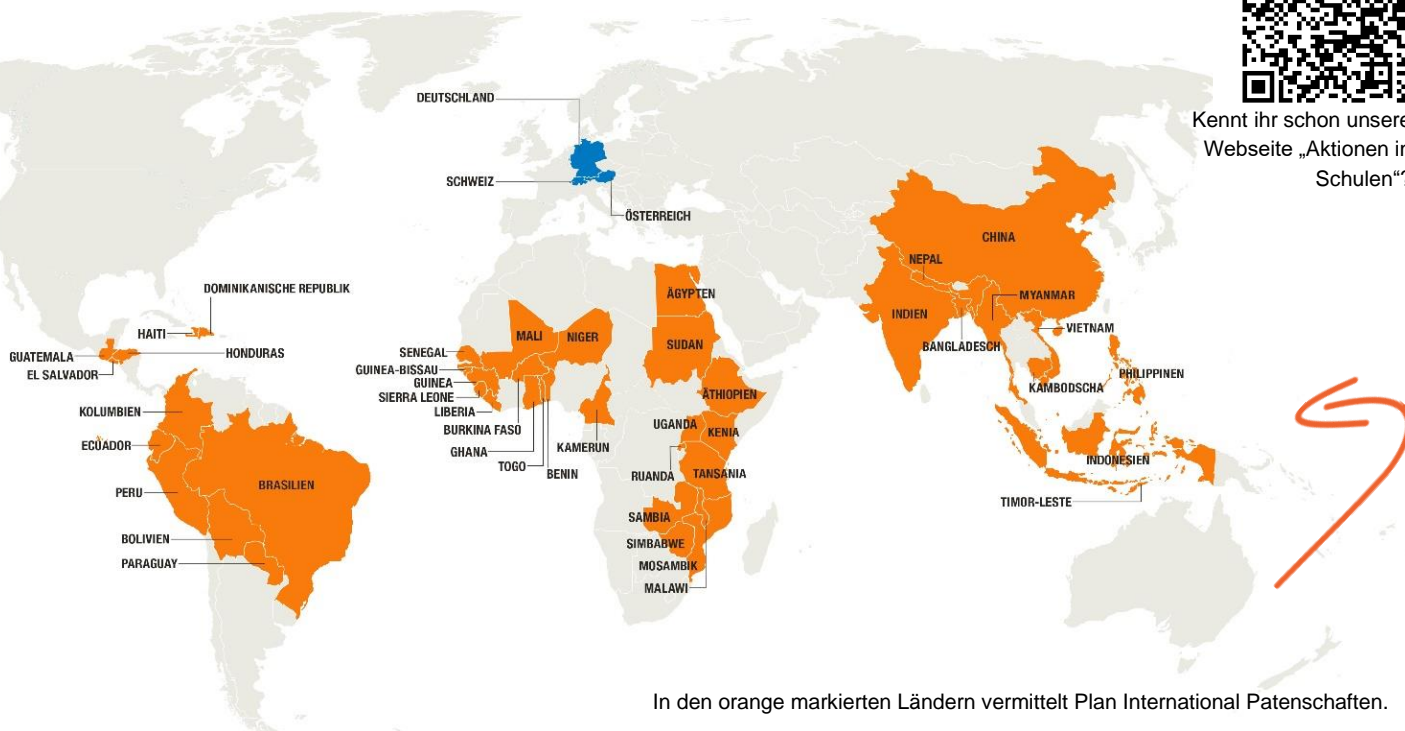 Kennt ihr schon unsere
Webseite „Aktionen in
Schulen“?
DEUTSCHLAND
SCHWEIZ
ÖSTERREICH
DOMINIKANISCHE REPUBLIK
HAITI
GUATEMALA
HONDURAS
EL SALVADOR
KOLUMBIEN
ECUADOR
PERU
BRASILIEN
BOLIVIEN
PARAGUAY
ÄGYPTEN
MALI
NIGER
SUDAN
SENEGAL
GUINEA-BISSAU
GUINEA
SIERRA LEONE
LIBERIA
BURKINA FASO
GHANA
TOGO
BENIN
KAMERUN
ÄTHIOPIEN
UGANDA
KENIA
RUANDA
TANSANIA
SAMBIA
SIMBABWE
MOSAMBIK
MALAWI
CHINA
NEPAL
MYANMAR
INDIEN
BANGLADESCH
VIETNAM
PHILIPPINEN
KAMBODSCHA
INDONESIEN
TIMOR-LESTE
In den orange markierten Ländern vermittelt Plan International Patenschaften.